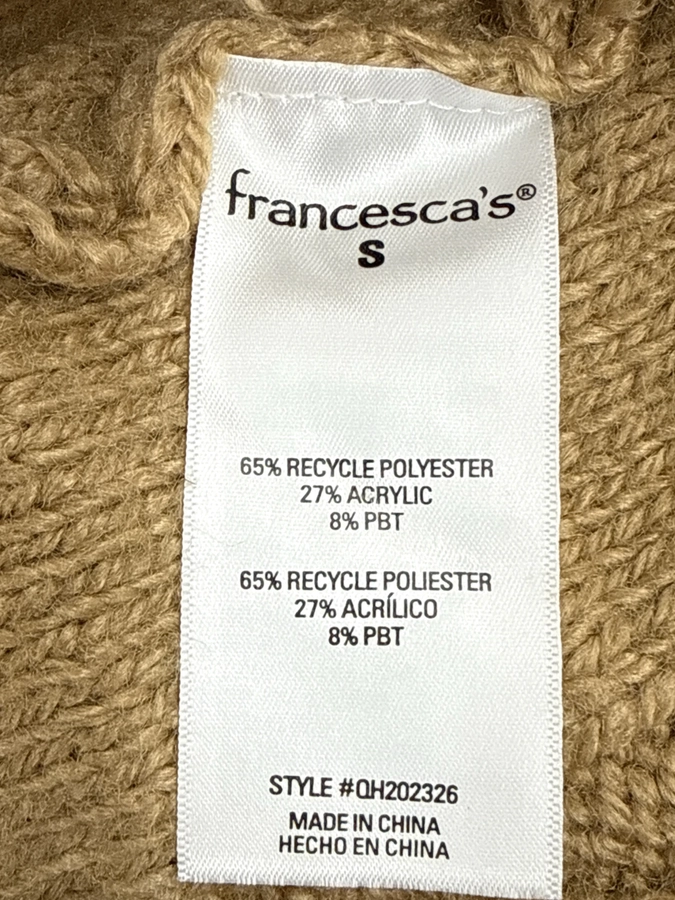 francesca's®
S
65% RECYCLE POLYESTER
27% ACRYLIC
8% PBT
65% RECYCLE POLIESTER
27% ACRÍLICO
8% PBT
STYLE #QH202326
MADE IN CHINA
HECHO EN CHINA